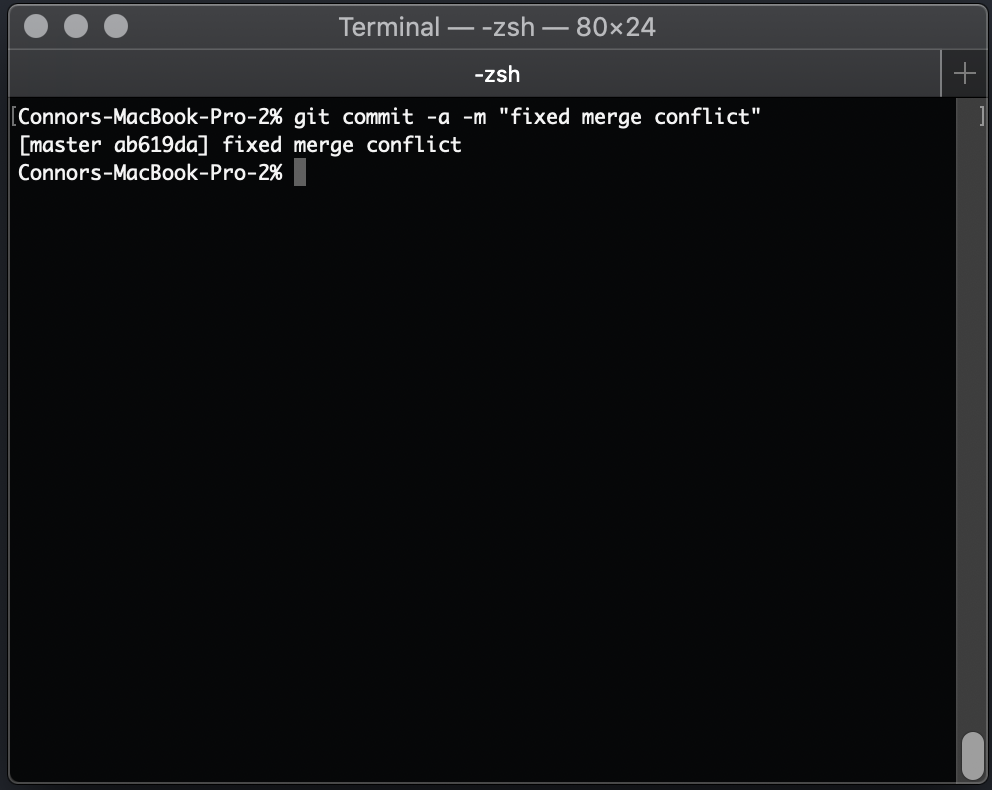 Terminal — -zsh — 80×24
-zsh
[Connors-MacBook-Pro-2% git commit -a -m "fixed merge conflict" ]
[master ab619da] fixed merge conflict
Connors-MacBook-Pro-2%